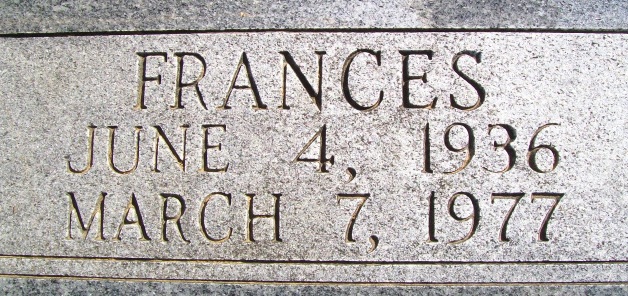 FRANCES
JUNE 4, 1936
MARCH 7, 1977